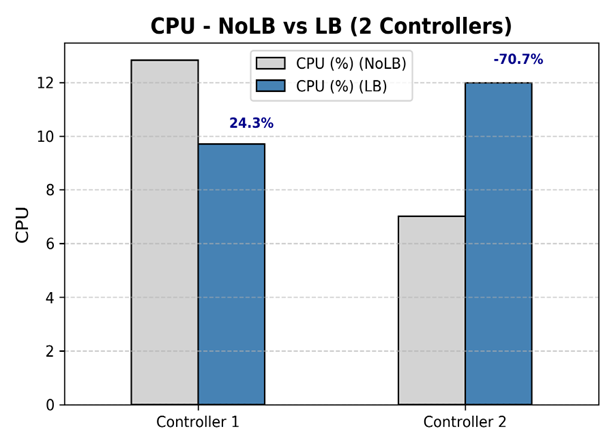 CPU - NoLB vs LB (2 Controllers)
CPU (%) (NoLB)
CPU (%) (LB)
-70.7%
24.3%
12
10
8
6
4
2
0
CPU
Controller 1
Controller 2